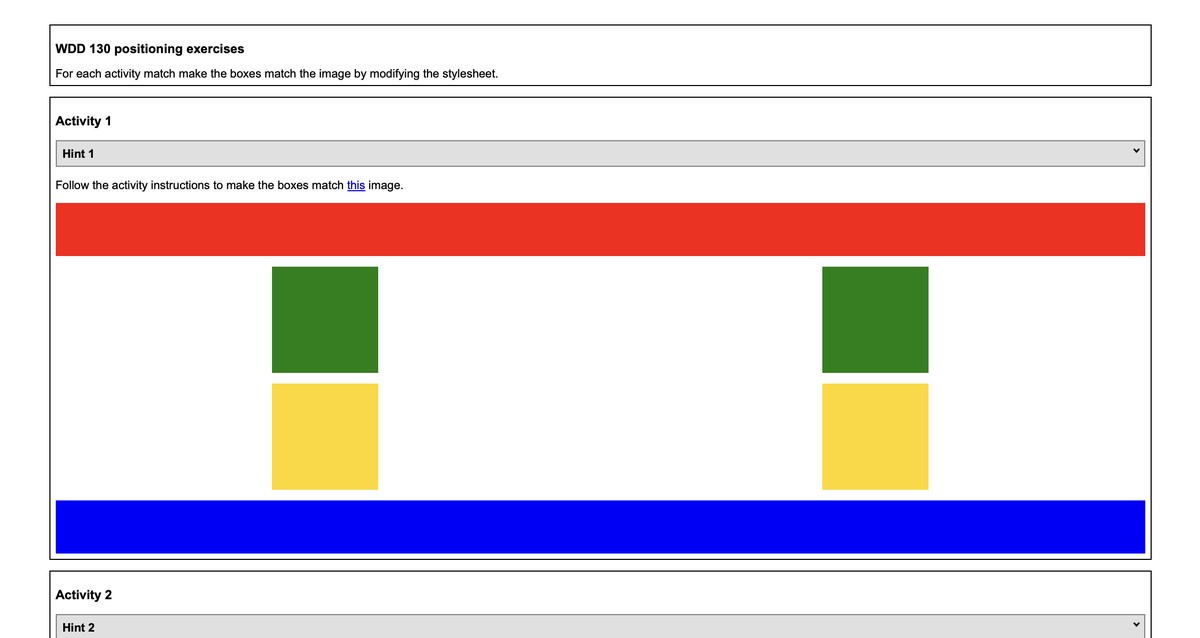 WDD 130 positioning exercises
For each activity match make the boxes match the image by modifying the stylesheet.
Activity 1
Hint 1
Follow the activity instructions to make the boxes match this image.
Activity 2
Hint 2